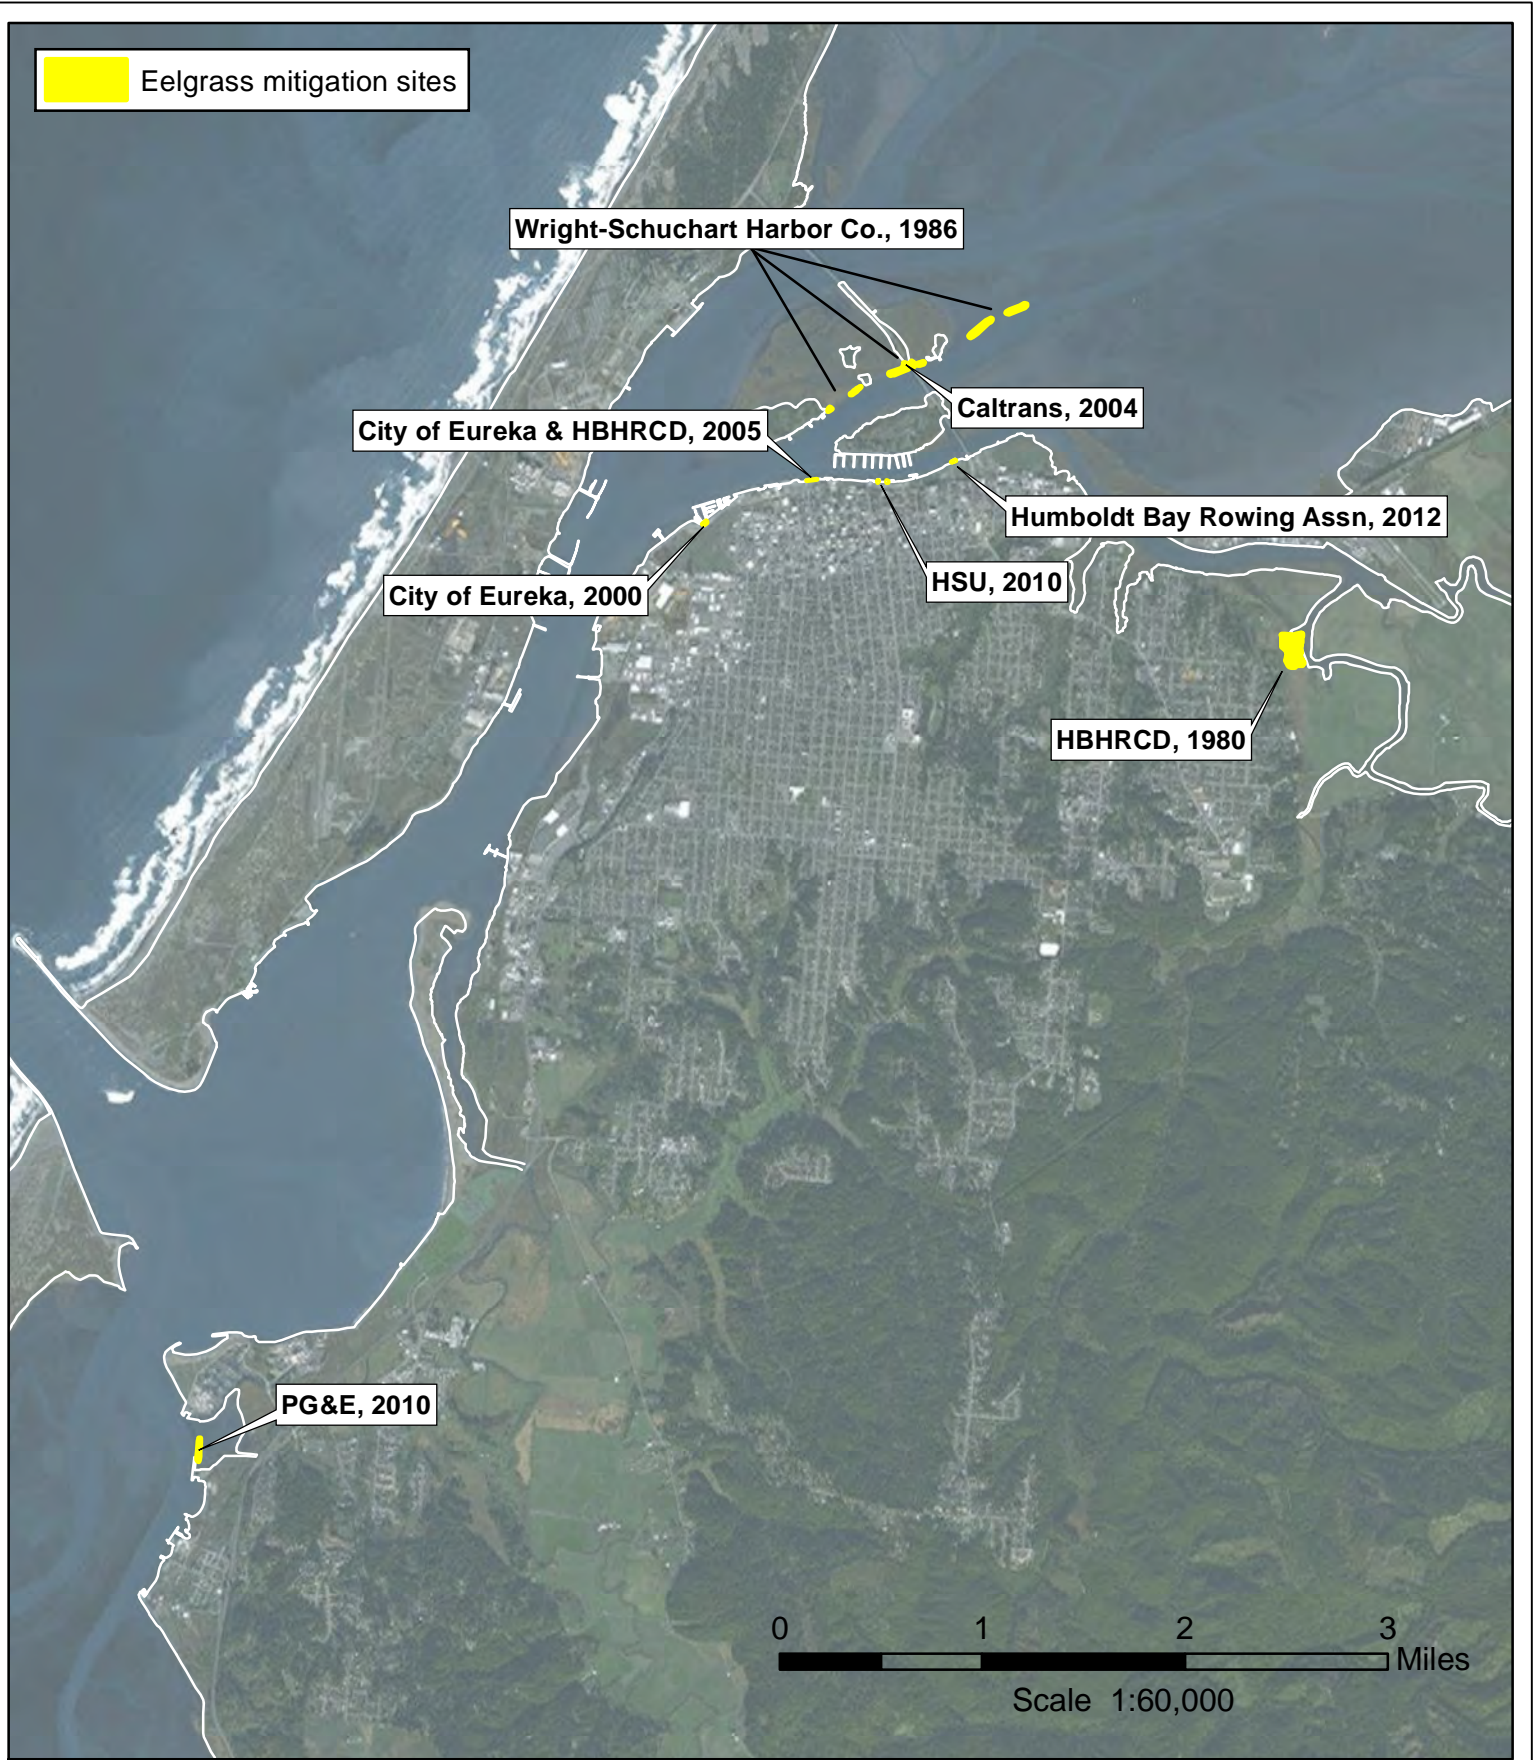 Eelgrass mitigation sites
Wright-Schuchart Harbor Co., 1986
Caltrans, 2004
City of Eureka & HBHRCD, 2005
Humboldt Bay Rowing Assn, 2012
HSU, 2010
City of Eureka, 2000
HBHRCD, 1980
PG&E, 2010
0 1 2 3
Miles
Scale 1:60,000